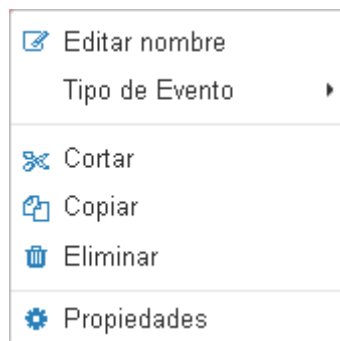 Editar nombre
Tipo de Evento
Cortar
Copiar
Eliminar
Propiedades